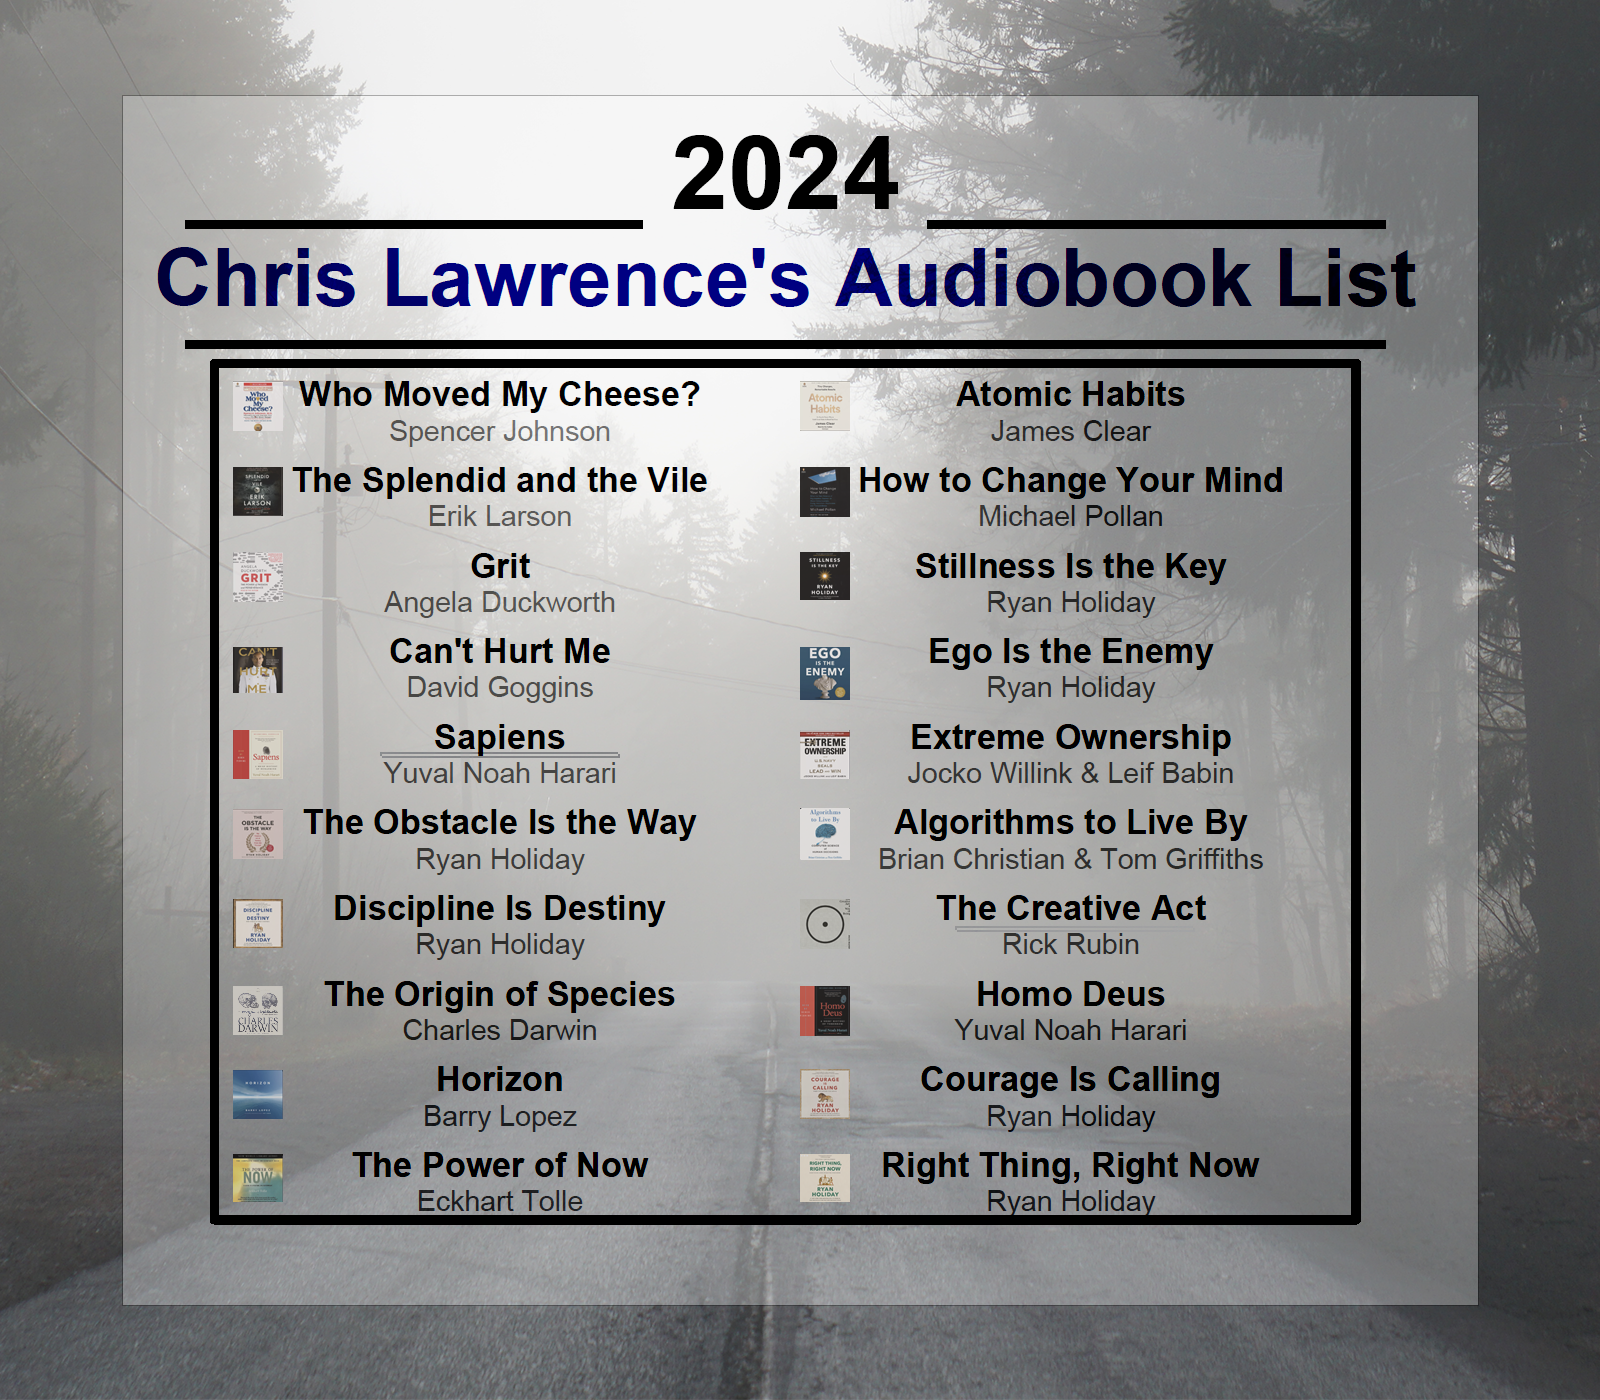 2024
Chris Lawrence's Audiobook List
Who Moved My Cheese?
Spencer Johnson
The Splendid and the Vile
Erik Larson
Grit
Angela Duckworth
Can't Hurt Me
David Goggins
Sapiens
Yuval Noah Harari
The Obstacle Is the Way
Ryan Holiday
Discipline Is Destiny
Ryan Holiday
The Origin of Species
Charles Darwin
Horizon
Barry Lopez
The Power of Now
Eckhart Tolle
Atomic Habits
James Clear
How to Change Your Mind
Michael Pollan
Stillness Is the Key
Ryan Holiday
Ego Is the Enemy
Ryan Holiday
Extreme Ownership
Jocko Willink & Leif Babin
Algorithms to Live By
Brian Christian & Tom Griffiths
The Creative Act
Rick Rubin
Homo Deus
Yuval Noah Harari
Courage Is Calling
Ryan Holiday
Right Thing, Right Now
Ryan Holiday